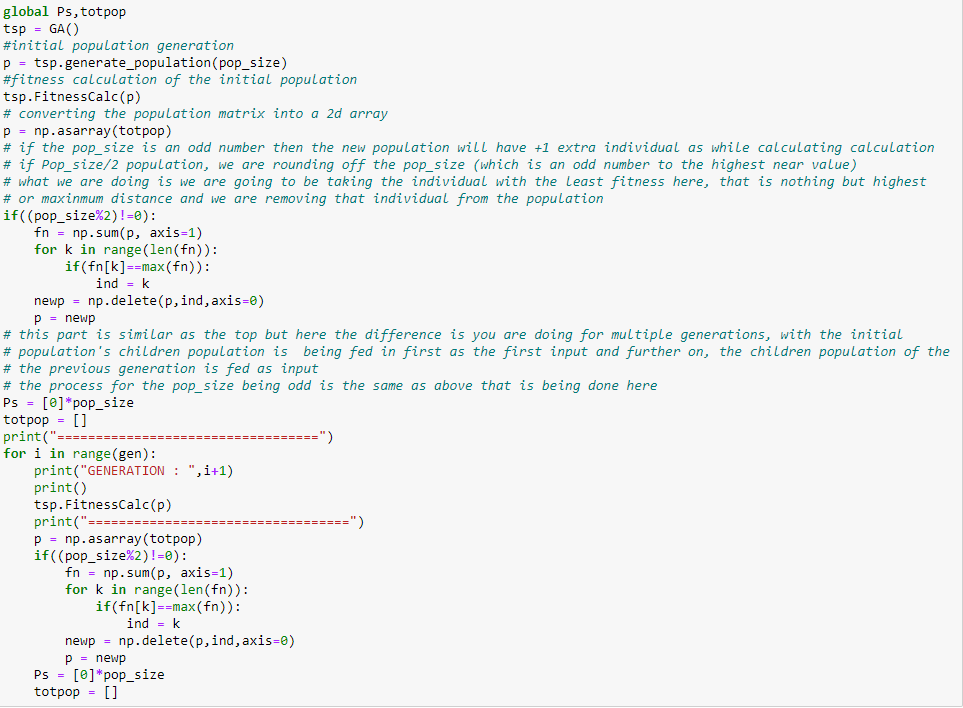 global Ps,totpop
tsp = GA()
#initial population generation
p = tsp.generate_population(pop_size)
#fitness calculation of the initial population
tsp.FitnessCalc(p)
# converting the population matrix into a 2d array
p = np.asarray(totpop)
# if the pop_size is an odd number then the new population will have +1 extra individual as while calculating calculation
# if Pop_size/2 population, we are rounding off the pop_size (which is an odd number to the highest near value)
# what we are doing is we are going to be taking the individual with the least fitness here, that is nothing but highest
# or maxinmum distance and we are removing that individual from the population
if((pop_size%2)!=0):
    fn = np.sum(p, axis=1)
    for k in range(len(fn)):
        if(fn[k]==max(fn)):
            ind = k
    newp = np.delete(p,ind,axis=0)
    p = newp
# this part is similar as the top but here the difference is you are doing for multiple generations, with the initial
# population's children population is  being fed in first as the first input and further on, the children population of the
# the previous generation is fed as input
# the process for the pop_size being odd is the same as above that is being done here
Ps = [0]*pop_size
totpop = []
print("==================================")
for i in range(gen):
    print("GENERATION : ",i+1)
    print()
    tsp.FitnessCalc(p)
    print("==================================")
    p = np.asarray(totpop)
    if((pop_size%2)!=0):
        fn = np.sum(p, axis=1)
        for k in range(len(fn)):
            if(fn[k]==max(fn)):
                ind = k
        newp = np.delete(p,ind,axis=0)
        p = newp
    Ps = [0]*pop_size
    totpop = []